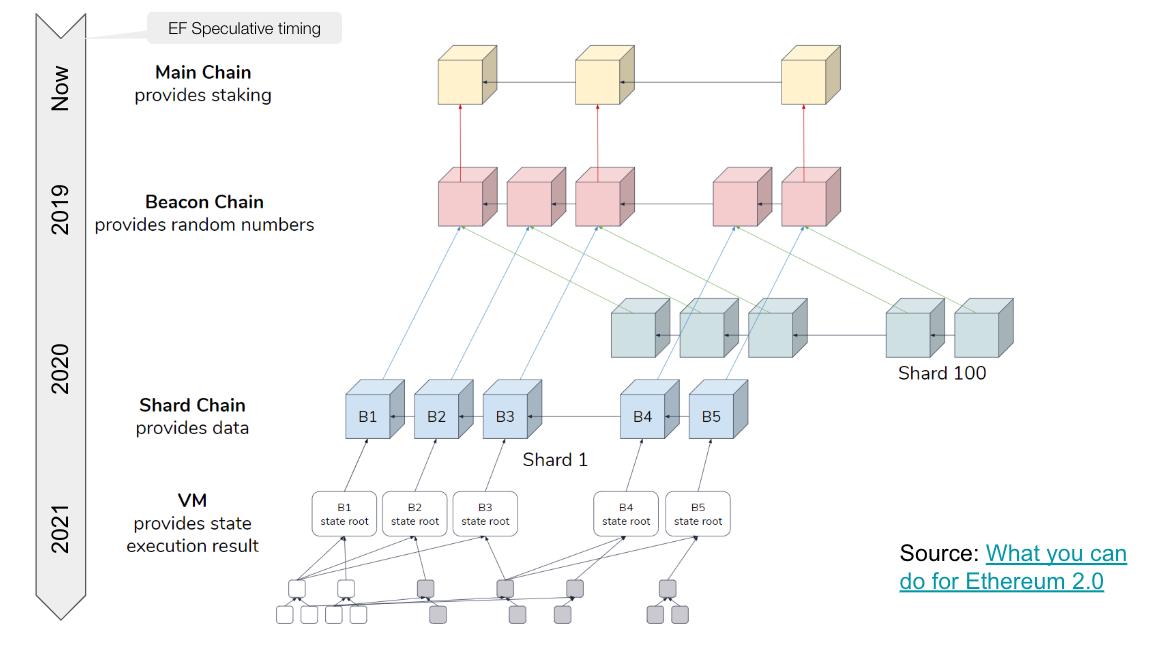 EF Speculative timing
Now
Main Chain
provides staking
2019
Beacon Chain
provides random numbers
2020
Shard 100
Shard Chain
provides data
B1
B2
B3
B4
B5
Shard 1
2021
VM
provides state
execution result
B1
state root
B2
state root
B3
state root
B4
state root
B5
state root
Source: What you can
do for Ethereum 2.0